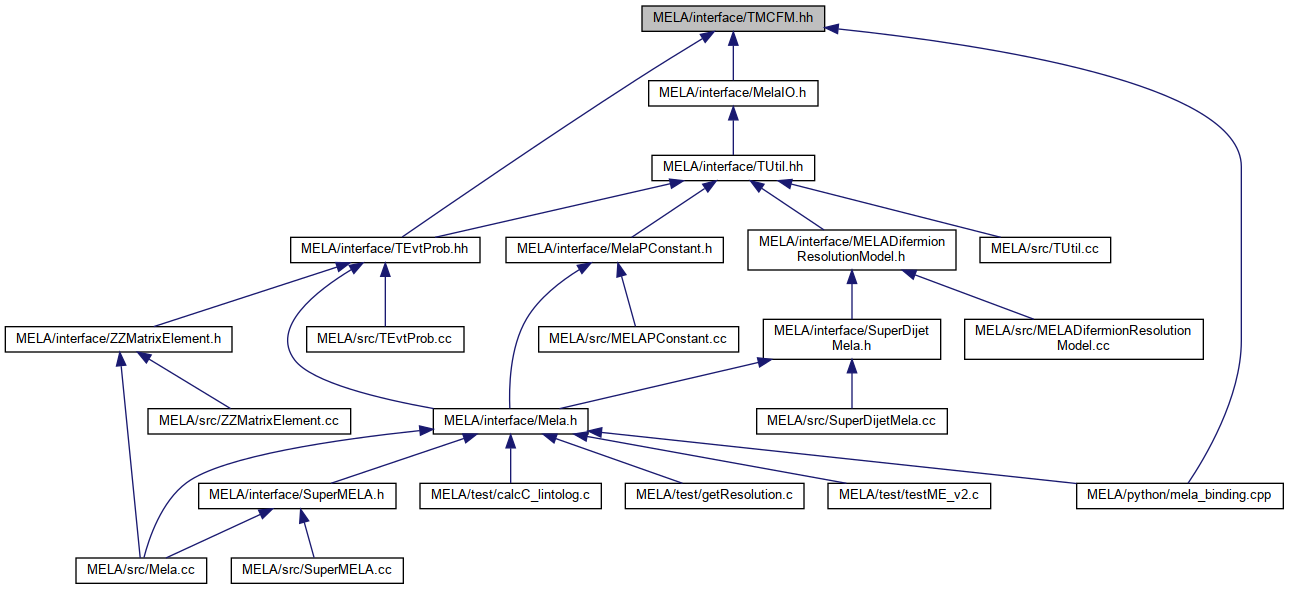 MELA/interface/TMCFM.hh
MELA/interface/MelaIO.h
MELA/interface/TUtil.hh
MELA/interface/TEvtProb.hh
MELA/interface/MelaPConstant.h
MELA/interface/MELADifermion
ResolutionModel.h
MELA/src/TUtil.cc
MELA/interface/ZZMatrixElement.h
MELA/src/TEvtProb.cc
MELA/src/MELAPConstant.cc
MELA/interface/SuperDijet
Mela.h
MELA/src/MELADifermionResolution
Model.cc
MELA/src/ZZMatrixElement.cc
MELA/interface/Mela.h
MELA/src/SuperDijetMela.cc
MELA/interface/SuperMELA.h
MELA/test/calcC_lintolog.c
MELA/test/getResolution.c
MELA/test/testME_v2.c
MELA/python/mela_binding.cpp
MELA/src/Mela.cc
MELA/src/SuperMELA.cc